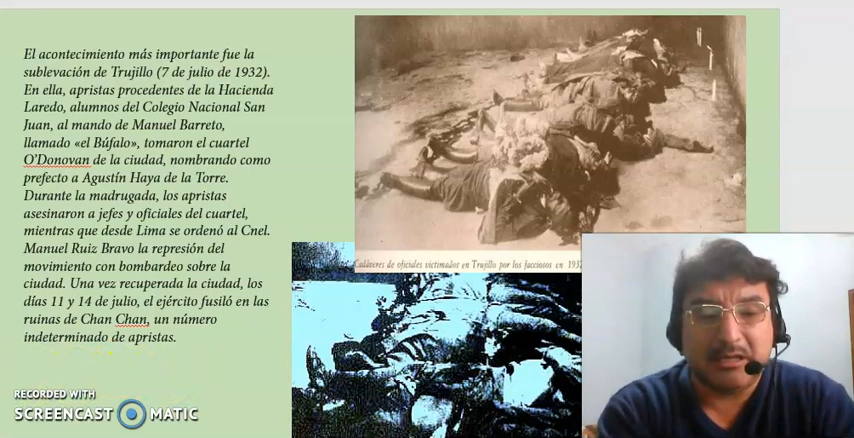 El acontecimiento más importante fue la
sublevación de Trujillo (7 de julio de 1932).
En ella, apristas procedentes de la Hacienda
Laredo, alumnos del Colegio Nacional San
Juan, al mando de Manuel Barreto,
llamado «el Búfalo», tomaron el cuartel
O'Donovan de la ciudad, nombrando como
prefecto a Agustín Haya de la Torre.
Durante la madrugada, los apristas
asesinaron a jefes y oficiales del cuartel,
mientras que desde Lima se ordenó al Cnel.
Manuel Ruiz Bravo la represión del
movimiento con bombardeo sobre la
ciudad. Una vez recuperada la ciudad, los
días 11 y 14 de julio, el ejército fusiló en las
ruinas de Chan Chan, un número
indeterminado de apristas.
Cadáveres de oficiales victimados en Trujillo por los facciosos en 1932
RECORDED WITH
SCREENCAST MATIC